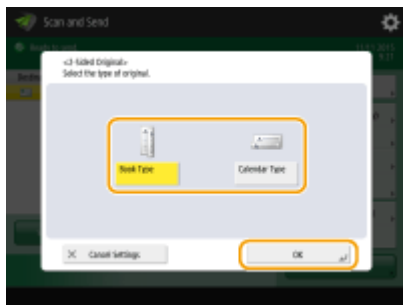 Scan and Send
<2-Sided Original>
Select the type of original.
Book Type
Calendar Type
Cancel Settings
OK